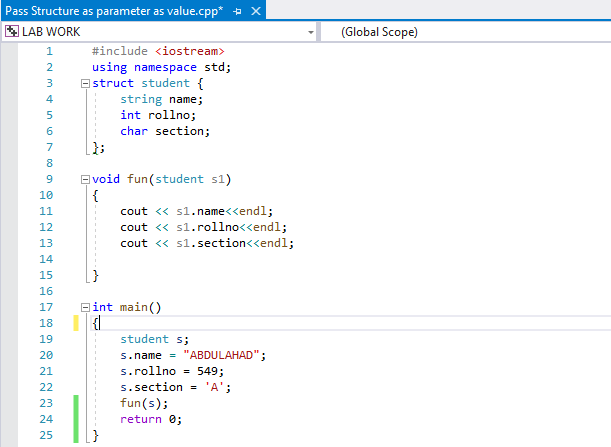 Pass Structure as parameter as value.cpp*
LAB WORK (Global Scope)
1 #include <iostream>
2 using namespace std;
3 struct student {
4 string name;
5 int rollno;
6 char section;
7 };
8
9 void fun(student s1)
10 {
11 cout << s1.name<<endl;
12 cout << s1.rollno<<endl;
13 cout << s1.section<<endl;
14
15 }
16
17 int main()
18 {
19 student s;
20 s.name = "ABDULAHAD";
21 s.rollno = 549;
22 s.section = 'A';
23 fun(s);
24 return 0;
25 }